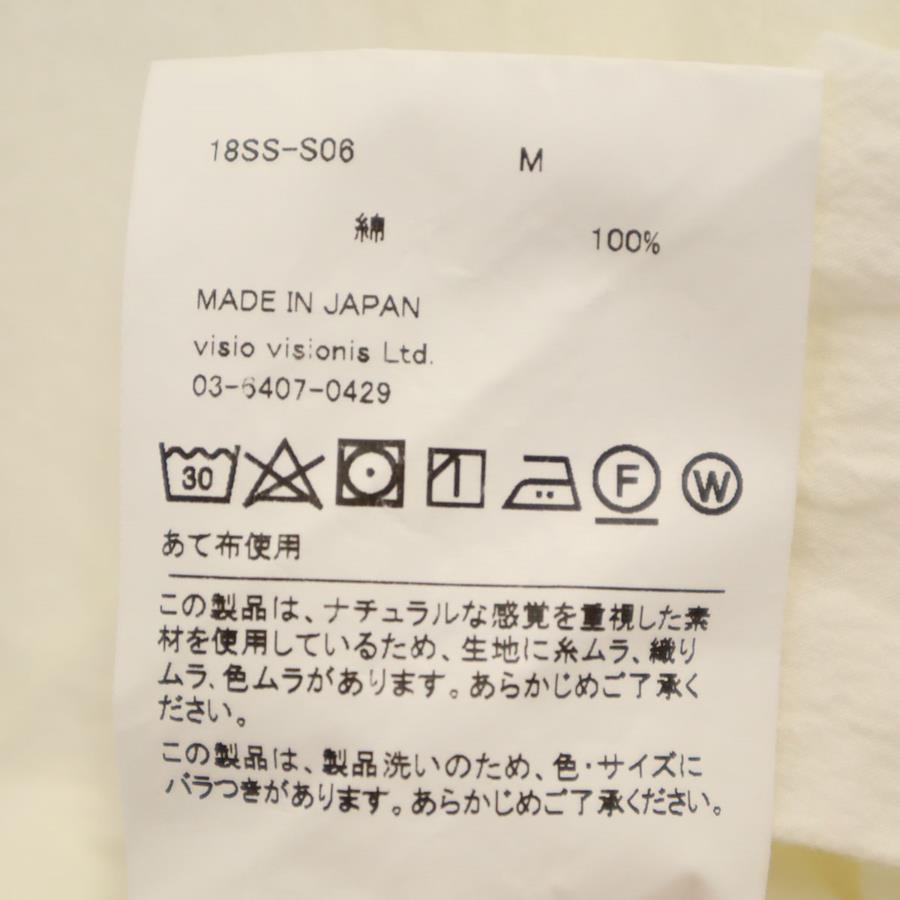 18SS-S06 M
綿 100%
MADE IN JAPAN
visio visionis Ltd.
03-6407-0429
30 F W
あて布使用
この製品は、ナチュラルな感覚を重視した素
材を使用しているため、生地に糸ムラ、織り
ムラ、色ムラがあります。あらかじめご了承く
ださい。
この製品は、製品洗いのため、色・サイズに
バラつきがあります。あらかじめご了承ください。